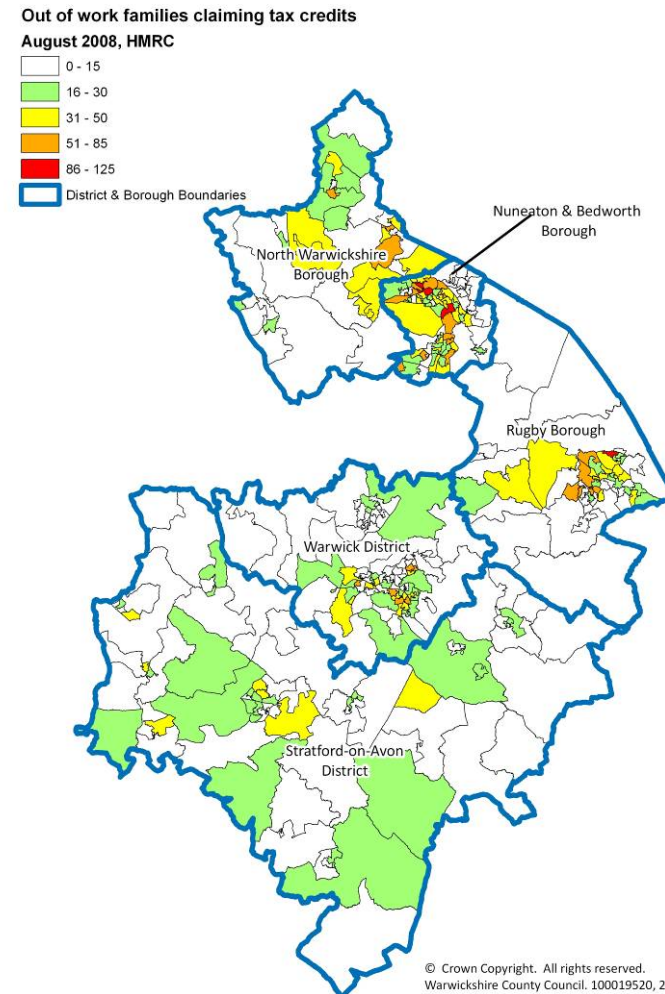 Out of work families claiming tax credits
August 2008, HMRC
0 - 15
16 - 30
31 - 50
51 - 85
86 - 125
District & Borough Boundaries
Nuneaton & Bedworth
Borough
North Warwickshire
Borough
Rugby Borough
Warwick District
Stratford-on-Avon
District
© Crown Copyright. All rights reserved.
Warwickshire County Council. 100019520, 2